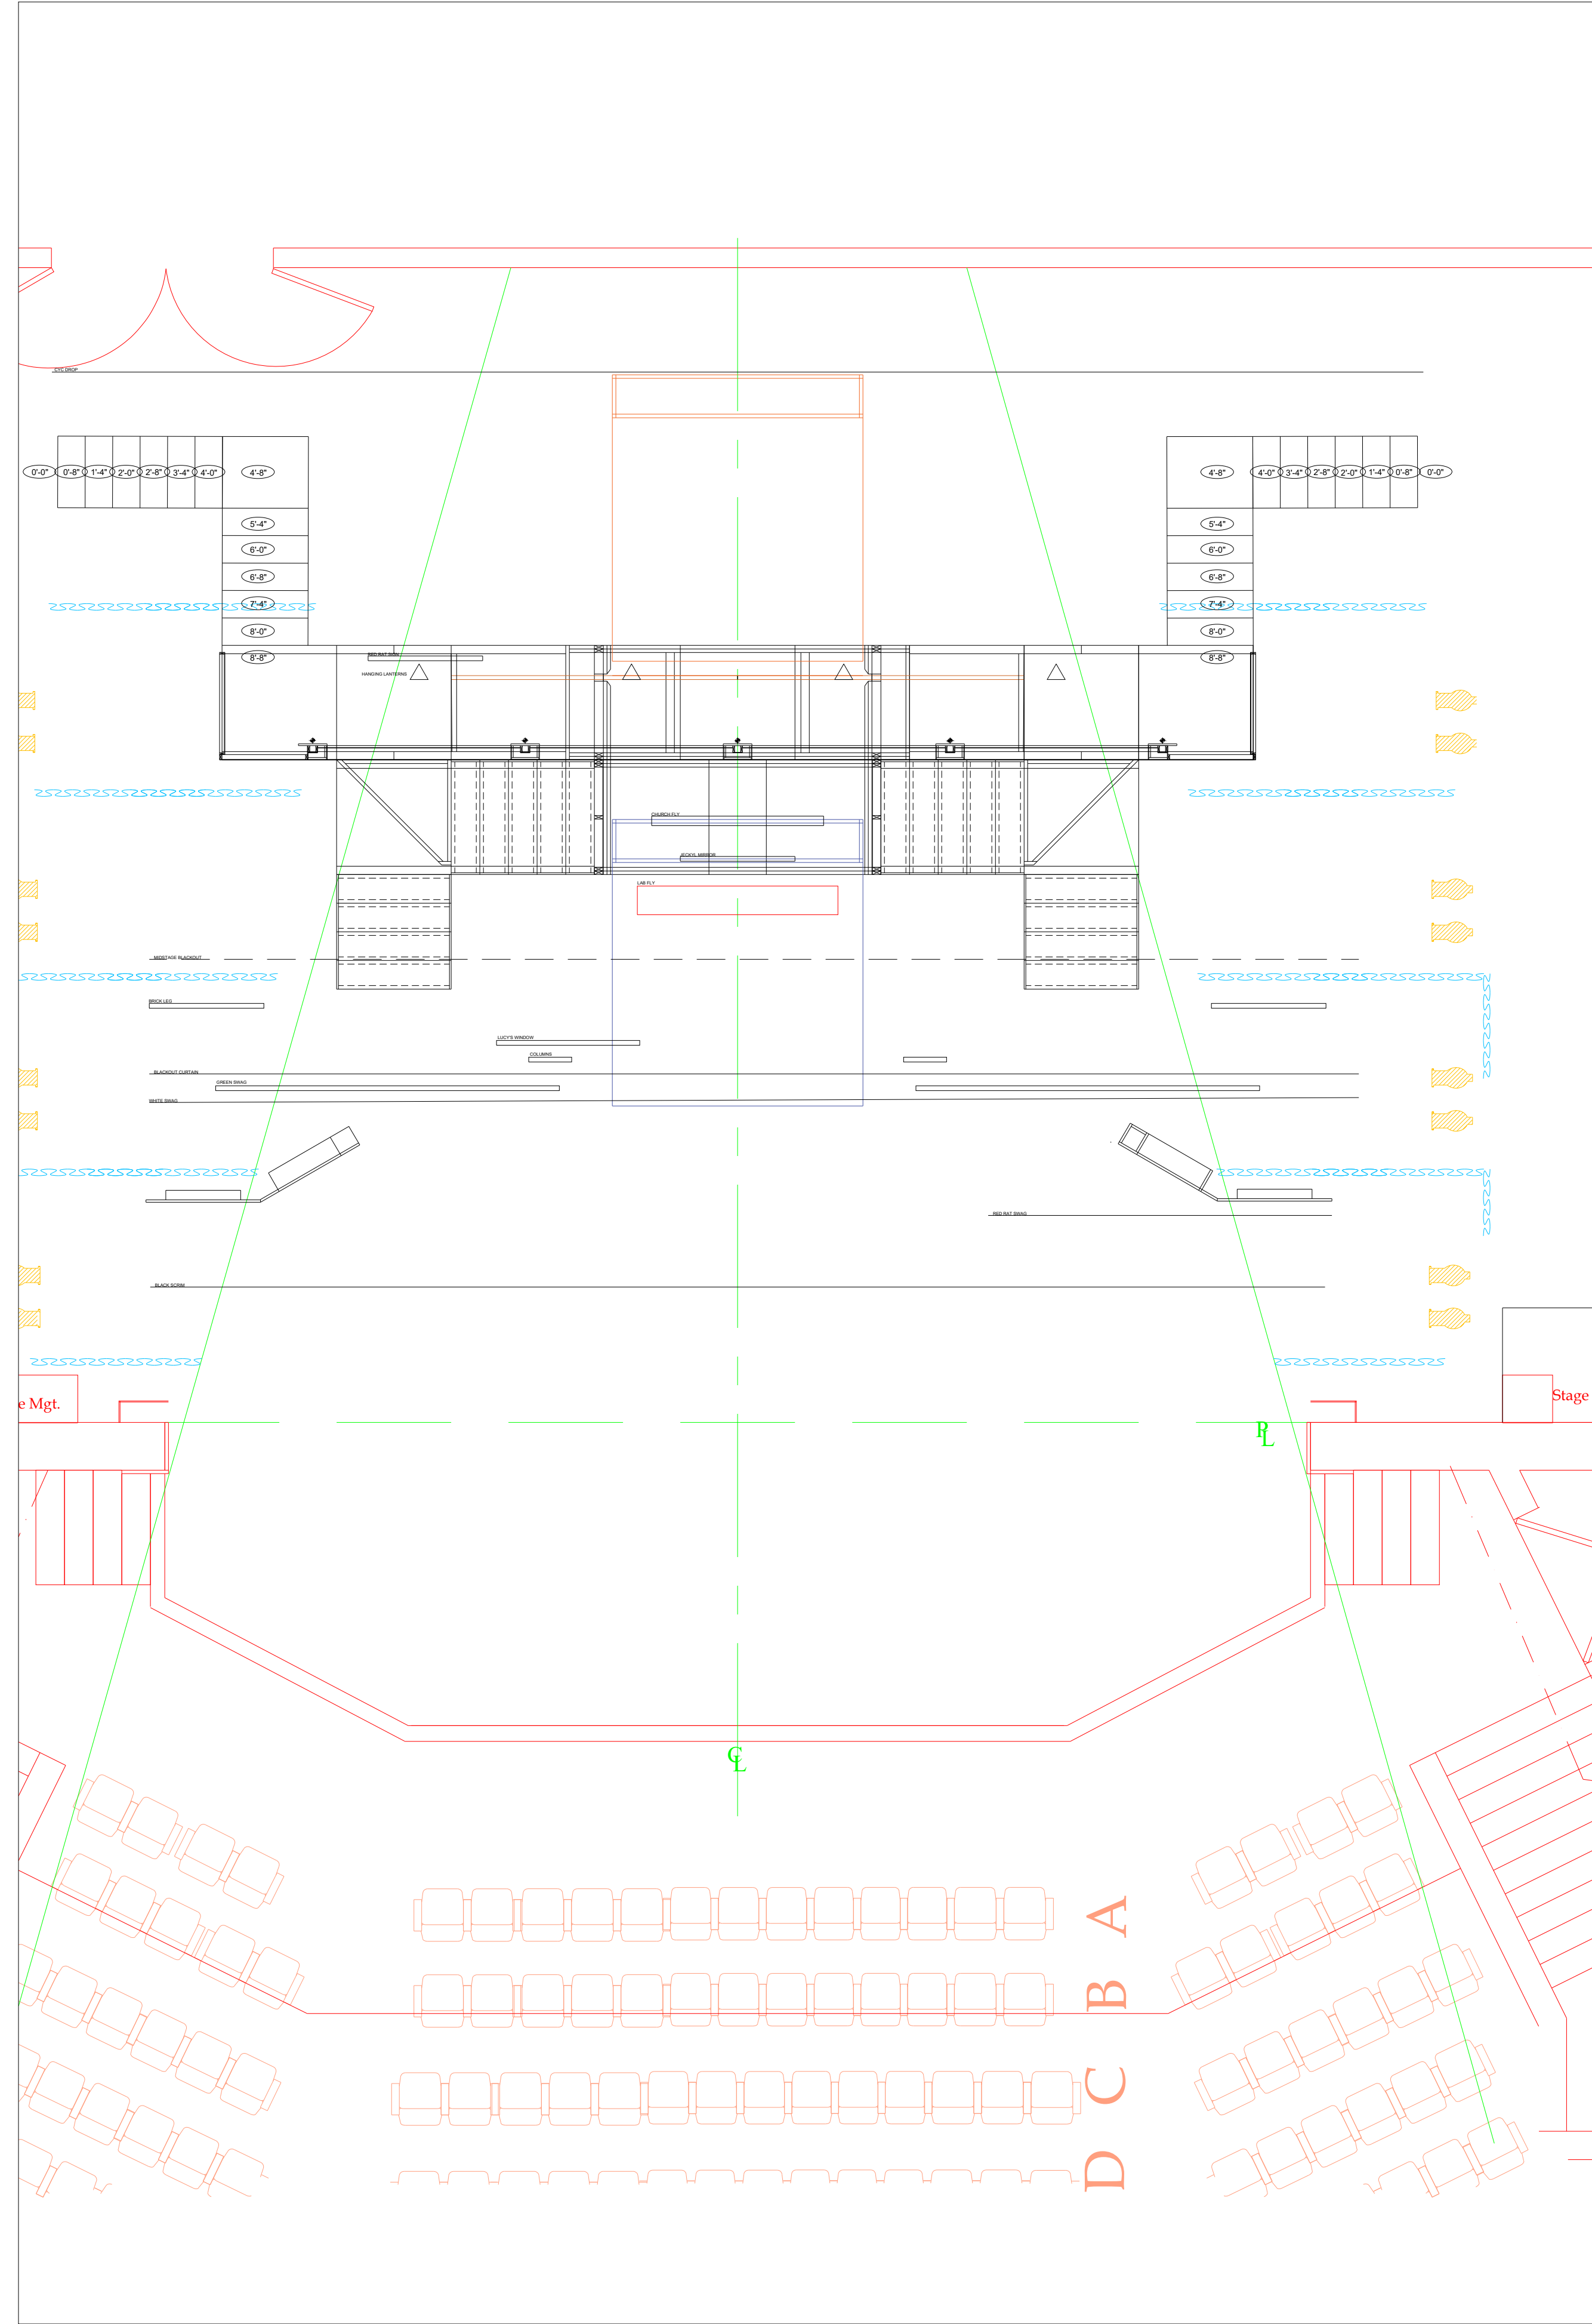 CYC DROP
0'-0" 0'-8" 1'-4" 2'-0" 2'-8" 3'-4" 4'-0" 4'-8"
4'-8" 4'-0" 3'-4" 2'-8" 2'-0" 1'-4" 0'-8" 0'-0"
5'-4" 5'-4"
6'-0" 6'-0"
6'-8" 6'-8"
7'-4" 7'-4"
8'-0" 8'-0"
8'-8" 8'-8"
RED RAT SIGN
HANGING LANTERNS
CHURCH FLY
JECKYL MIRROR
LAB FLY
MIDSTAGE BLACKOUT
BRICK LEG
LUCY'S WINDOW
COLUMNS
BLACKOUT CURTAIN
GREEN SWAG
WHITE SWAG
RED RAT SWAG
BLACK SCRIM
e Mgt.
Stage
PL
CL
A
B
C
D